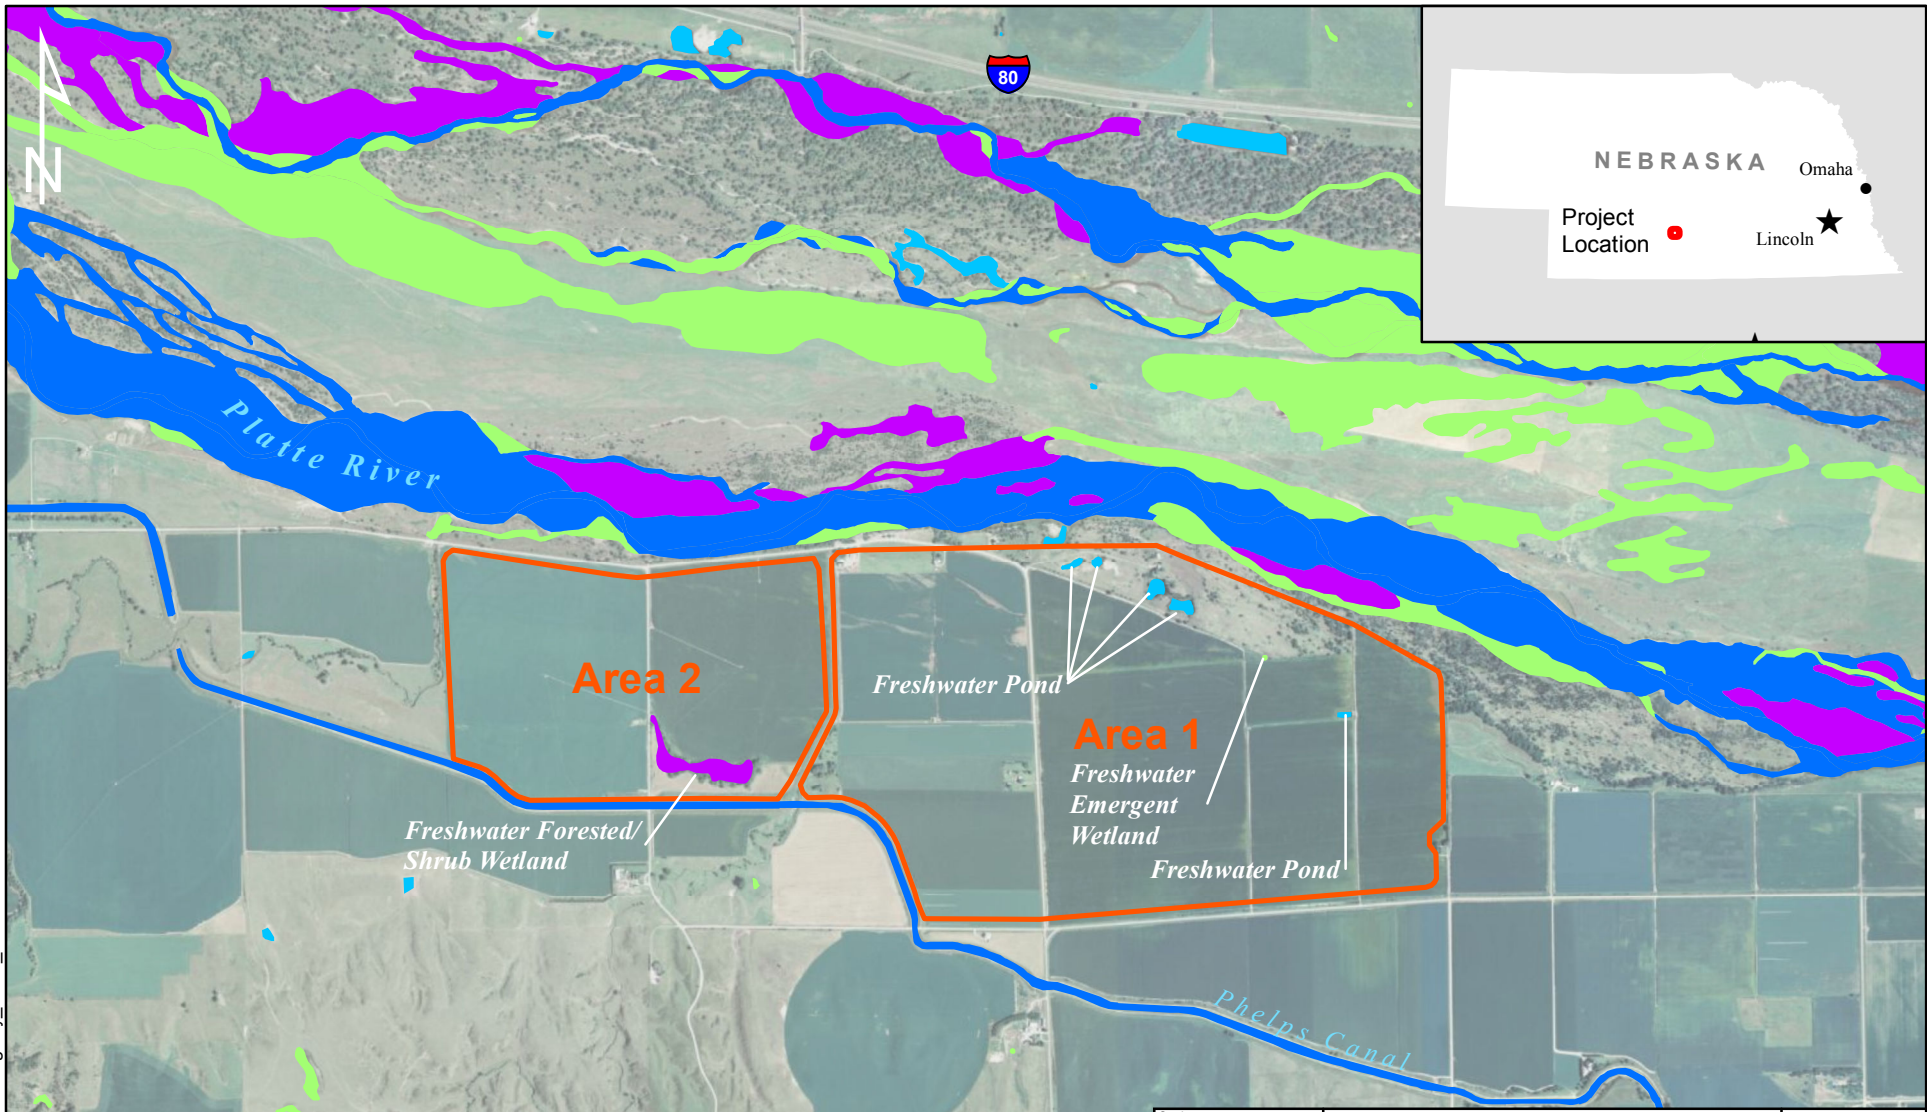 80
N
NEBRASKA
Omaha
Project
Location
Lincoln
Platte River
Area 2
Freshwater Pond
Area 1
Freshwater
Emergent
Wetland
Freshwater Forested/
Shrub Wetland
Freshwater Pond
Phelps Canal